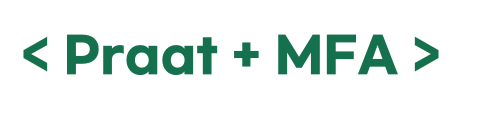 < Praat + MFA >